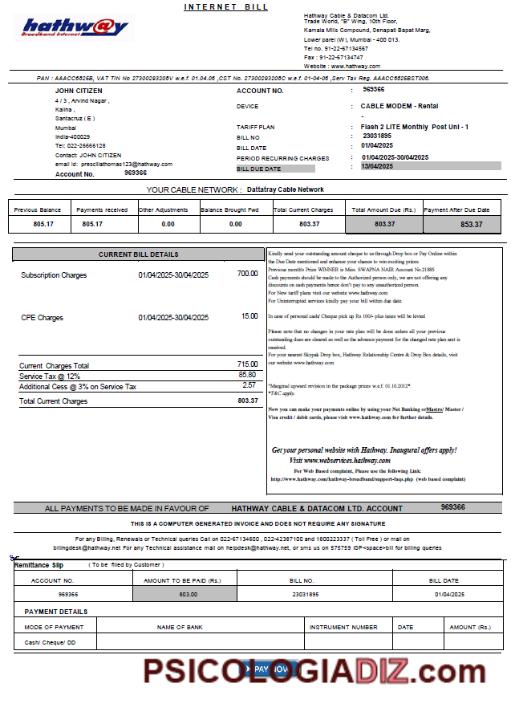 INTERNET BILL
hathway
Broadband Internet
Hathway Cable & Datacom Ltd.
Trade World, "B" Wing, 10th Floor,
Kamala Mills Compound, Senapati Bapat Marg,
Lower parel (W), Mumbai - 400 013.
Tel no. 91-22-67134567
Fax : 91-22-67134747
Website : www.hathway.com
PAN : AAACC6825B, VAT TIN No 27300293208V w.e.f. 01.04.06 ,CST No. 27300293208C w.e.f. 01-04-06 ,Serv Tax Reg. AAACC6825BST006.
JOHN CITIZEN
4 / 3 , Arvind Nagar ,
Kalina ,
Santacruz ( E )
Mumbai
India-400029
Tel: 022-26666128
Contact: JOHN CITIZEN
email id: prescillathomas123@hathway.com
Account No. 969366
ACCOUNT NO. : 969366
DEVICE : CABLE MODEM - Rental
-
TARIFF PLAN : Flash 2 LITE Monthly Post Unl - 1
BILL NO : 23031895
BILL DATE : 01/04/2025
PERIOD RECURRING CHARGES : 01/04/2025-30/04/2025
BILL DUE DATE : 13/04/2025
YOUR CABLE NETWORK : Dattatray Cable Network
Previous Balance Payments received Other Adjustments Balance Brought Fwd Total Current Charges Total Amount Due (Rs.) Payment After Due Date
805.17 805.17 0.00 0.00 803.37 803.37 853.37
CURRENT BILL DETAILS
Subscription Charges 01/04/2025-30/04/2025 700.00
CPE Charges 01/04/2025-30/04/2025 15.00
Current Charges Total 715.00
Service Tax @ 12% 85.80
Additional Cess @ 3% on Service Tax 2.57
Total Current Charges 803.37
Kindly send your outstanding amount cheque to us through Drop box or Pay Online within
the Due Date mentioned and enhance your chance to win exciting prizes.
Previous month's Prize WINNER is Miss. SWAPNA NAIR Account No.21886
Cash payments should be made to the Authorized person only, we are not offering any
discounts on cash payments hence don't pay to any unauthorized person.
For New tariff plans visit our website www.hathway.com
For Uninterrupted services kindly pay your bill within due date.
In case of personal cash/ Cheque pick up Rs 100/- plus taxes will be levied
Please note that no changes in your rate plan will be done unless all your previous
outstanding dues are cleared as well as the advance payment for the changed rate plan is
received.
For your nearest Skypak Drop box, Hathway Relationship Centre & Drop Box details, visit
our website www.hathway.com
*Marginal upward revision in the package prices w.e.f. 01.10.2012*
*T&C apply.
Now you can make your payments online by using your Net Banking or Maestro/ Master /
Visa credit / debit cards, please visit www.hathway.com for further details.
Get your personal website with Hathway. Inaugural offers apply!
Visit www.webservices.hathway.com
For Web Based complaint, Please use the following Link:
http://www.hathway.com/hathway-broadband/support-faqs.php (web based complaint)
ALL PAYMENTS TO BE MADE IN FAVOUR OF HATHWAY CABLE & DATACOM LTD. ACCOUNT 969366
THIS IS A COMPUTER GENERATED INVOICE AND DOES NOT REQUIRE ANY SIGNATURE
For any Billing, Renewals or Technical queries Call on 022-67134600 , 022-42387100 and 1800223337 ( Toll Free ) or mail on
billingdesk@hathway.net For any Technical assistance mail on helpdesk@hathway.net, or sms us on 575759 ION<space>bill for billing queries
Remittance Slip ( To be filed by Customer )
ACCOUNT NO. AMOUNT TO BE PAID (Rs.) BILL NO. BILL DATE
969366 803.00 23031895 01/04/2025
PAYMENT DETAILS
MODE OF PAYMENT NAME OF BANK INSTRUMENT NUMBER DATE AMOUNT (Rs.)
Cash/ Cheque/ DD
PAY NOW
PSICOLOGIADIZ.com